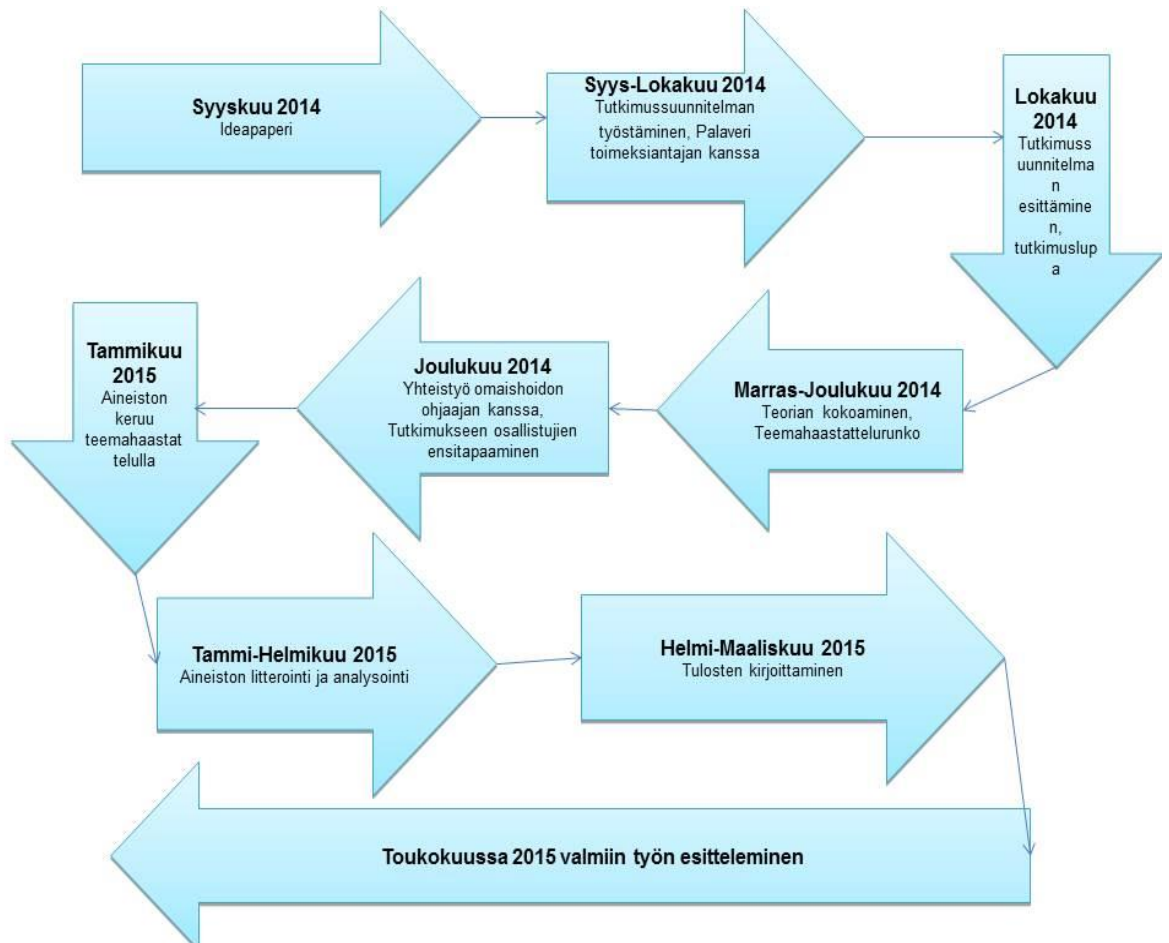 Syyskuu 2014
Ideapaperi
Syys-Lokakuu 2014
Tutkimussuunnitelman
työstäminen, Palaveri
toimeksiantajan kanssa
Lokakuu
2014
Tutkimuss
uunnitelma
n
esittämine
n,
tutkimuslup
a
Marras-Joulukuu 2014
Teorian kokoaminen,
Teemahaastattelurunko
Joulukuu 2014
Yhteistyö omaishoidon
ohjaajan kanssa,
Tutkimukseen osallistujien
ensitapaaminen
Tammikuu
2015
Aineiston
keruu
teemahaastat
telulla
Tammi-Helmikuu 2015
Aineiston litterointi ja analysointi
Helmi-Maaliskuu 2015
Tulosten kirjoittaminen
Toukokuussa 2015 valmiin työn esitteleminen